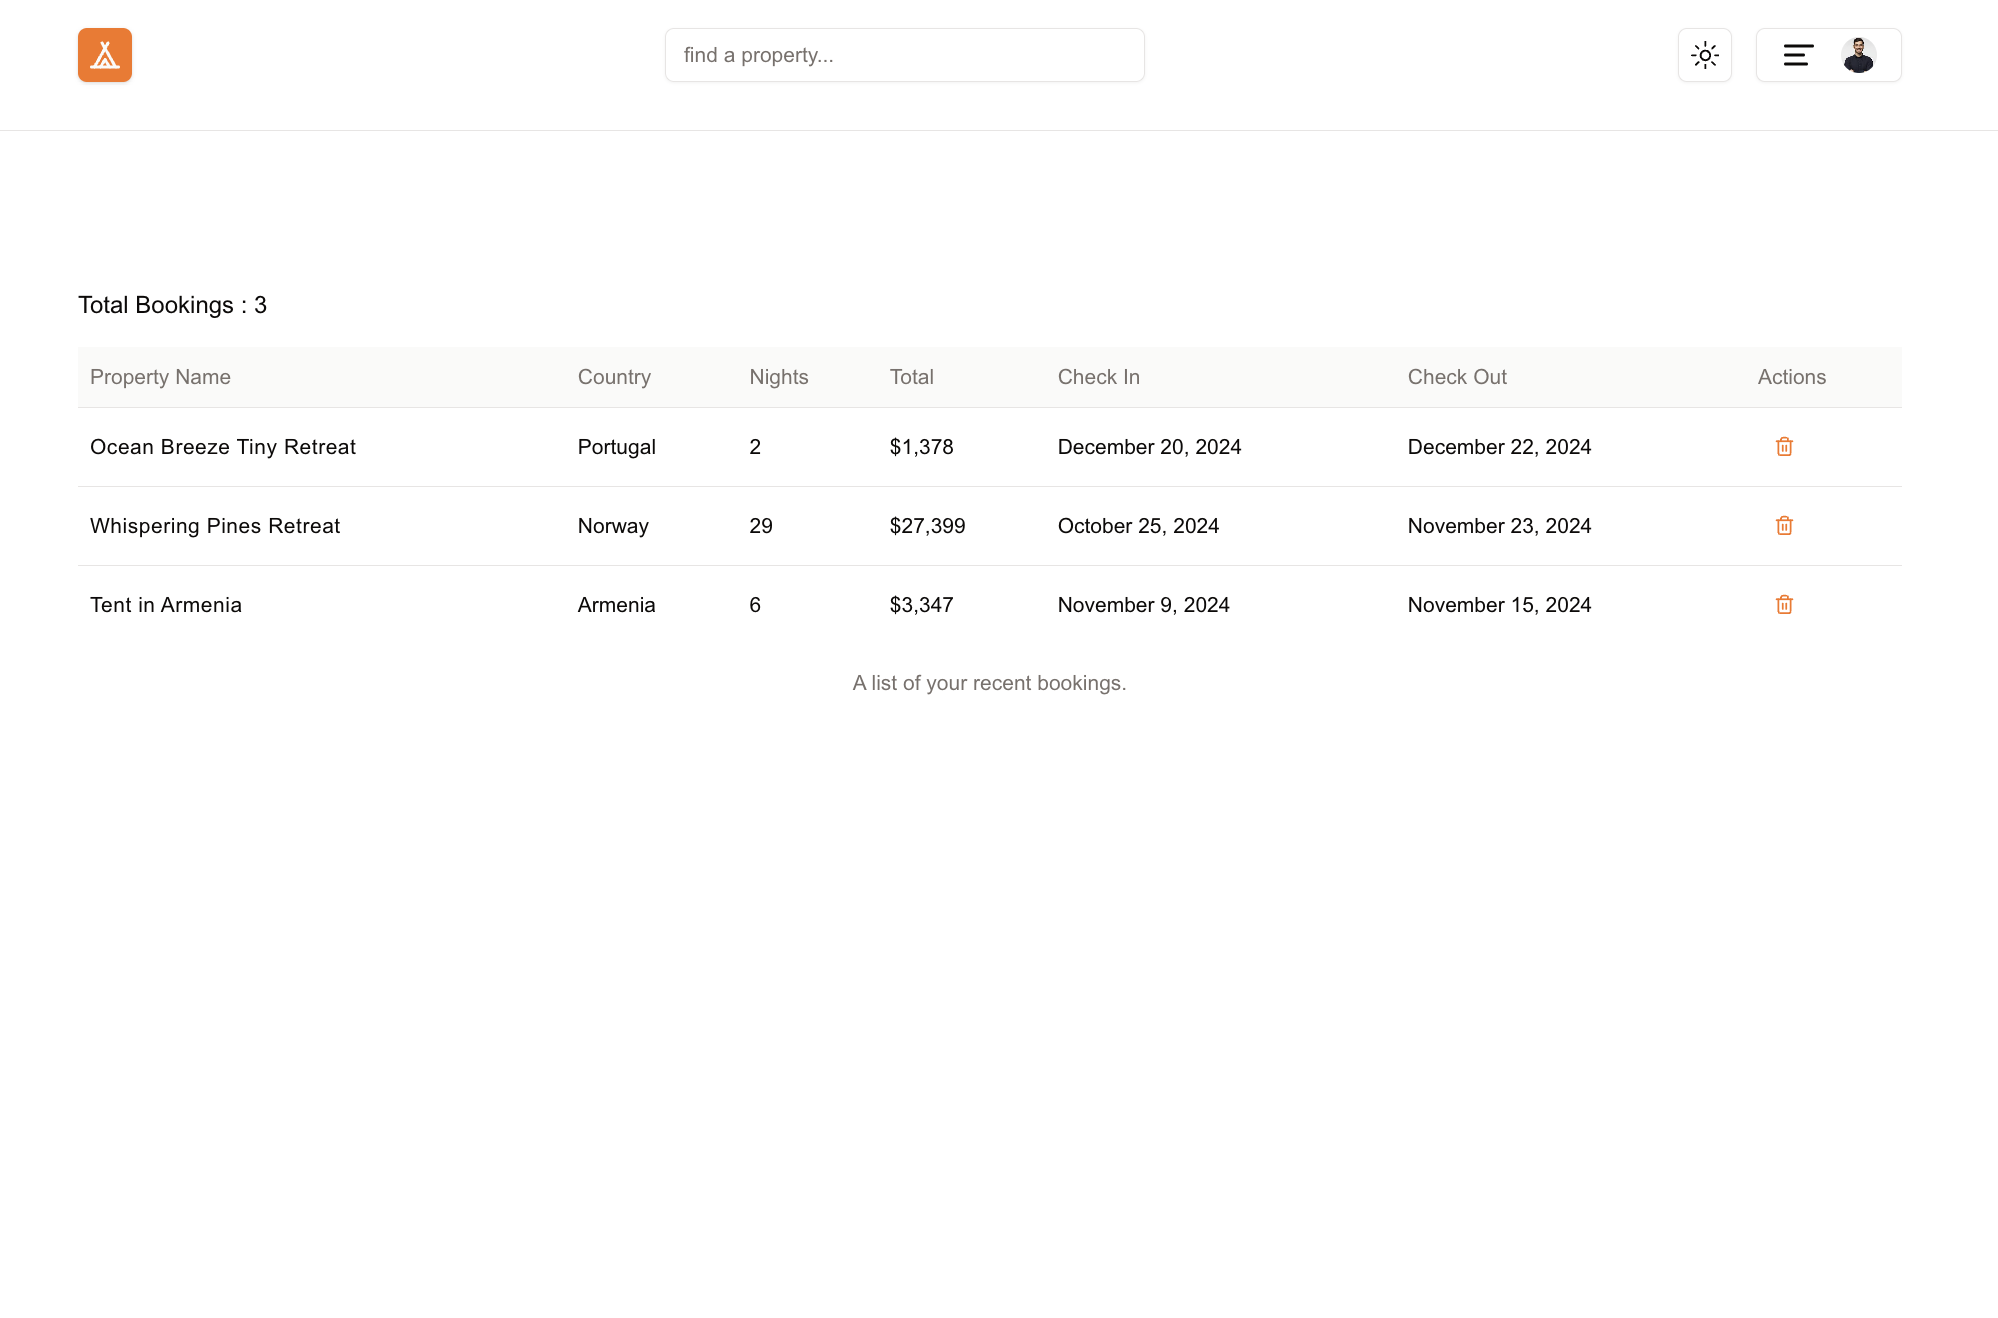 find a property...
Total Bookings : 3
Property Name Country Nights Total Check In Check Out Actions
Ocean Breeze Tiny Retreat Portugal 2 $1,378 December 20, 2024 December 22, 2024
Whispering Pines Retreat Norway 29 $27,399 October 25, 2024 November 23, 2024
Tent in Armenia Armenia 6 $3,347 November 9, 2024 November 15, 2024
A list of your recent bookings.